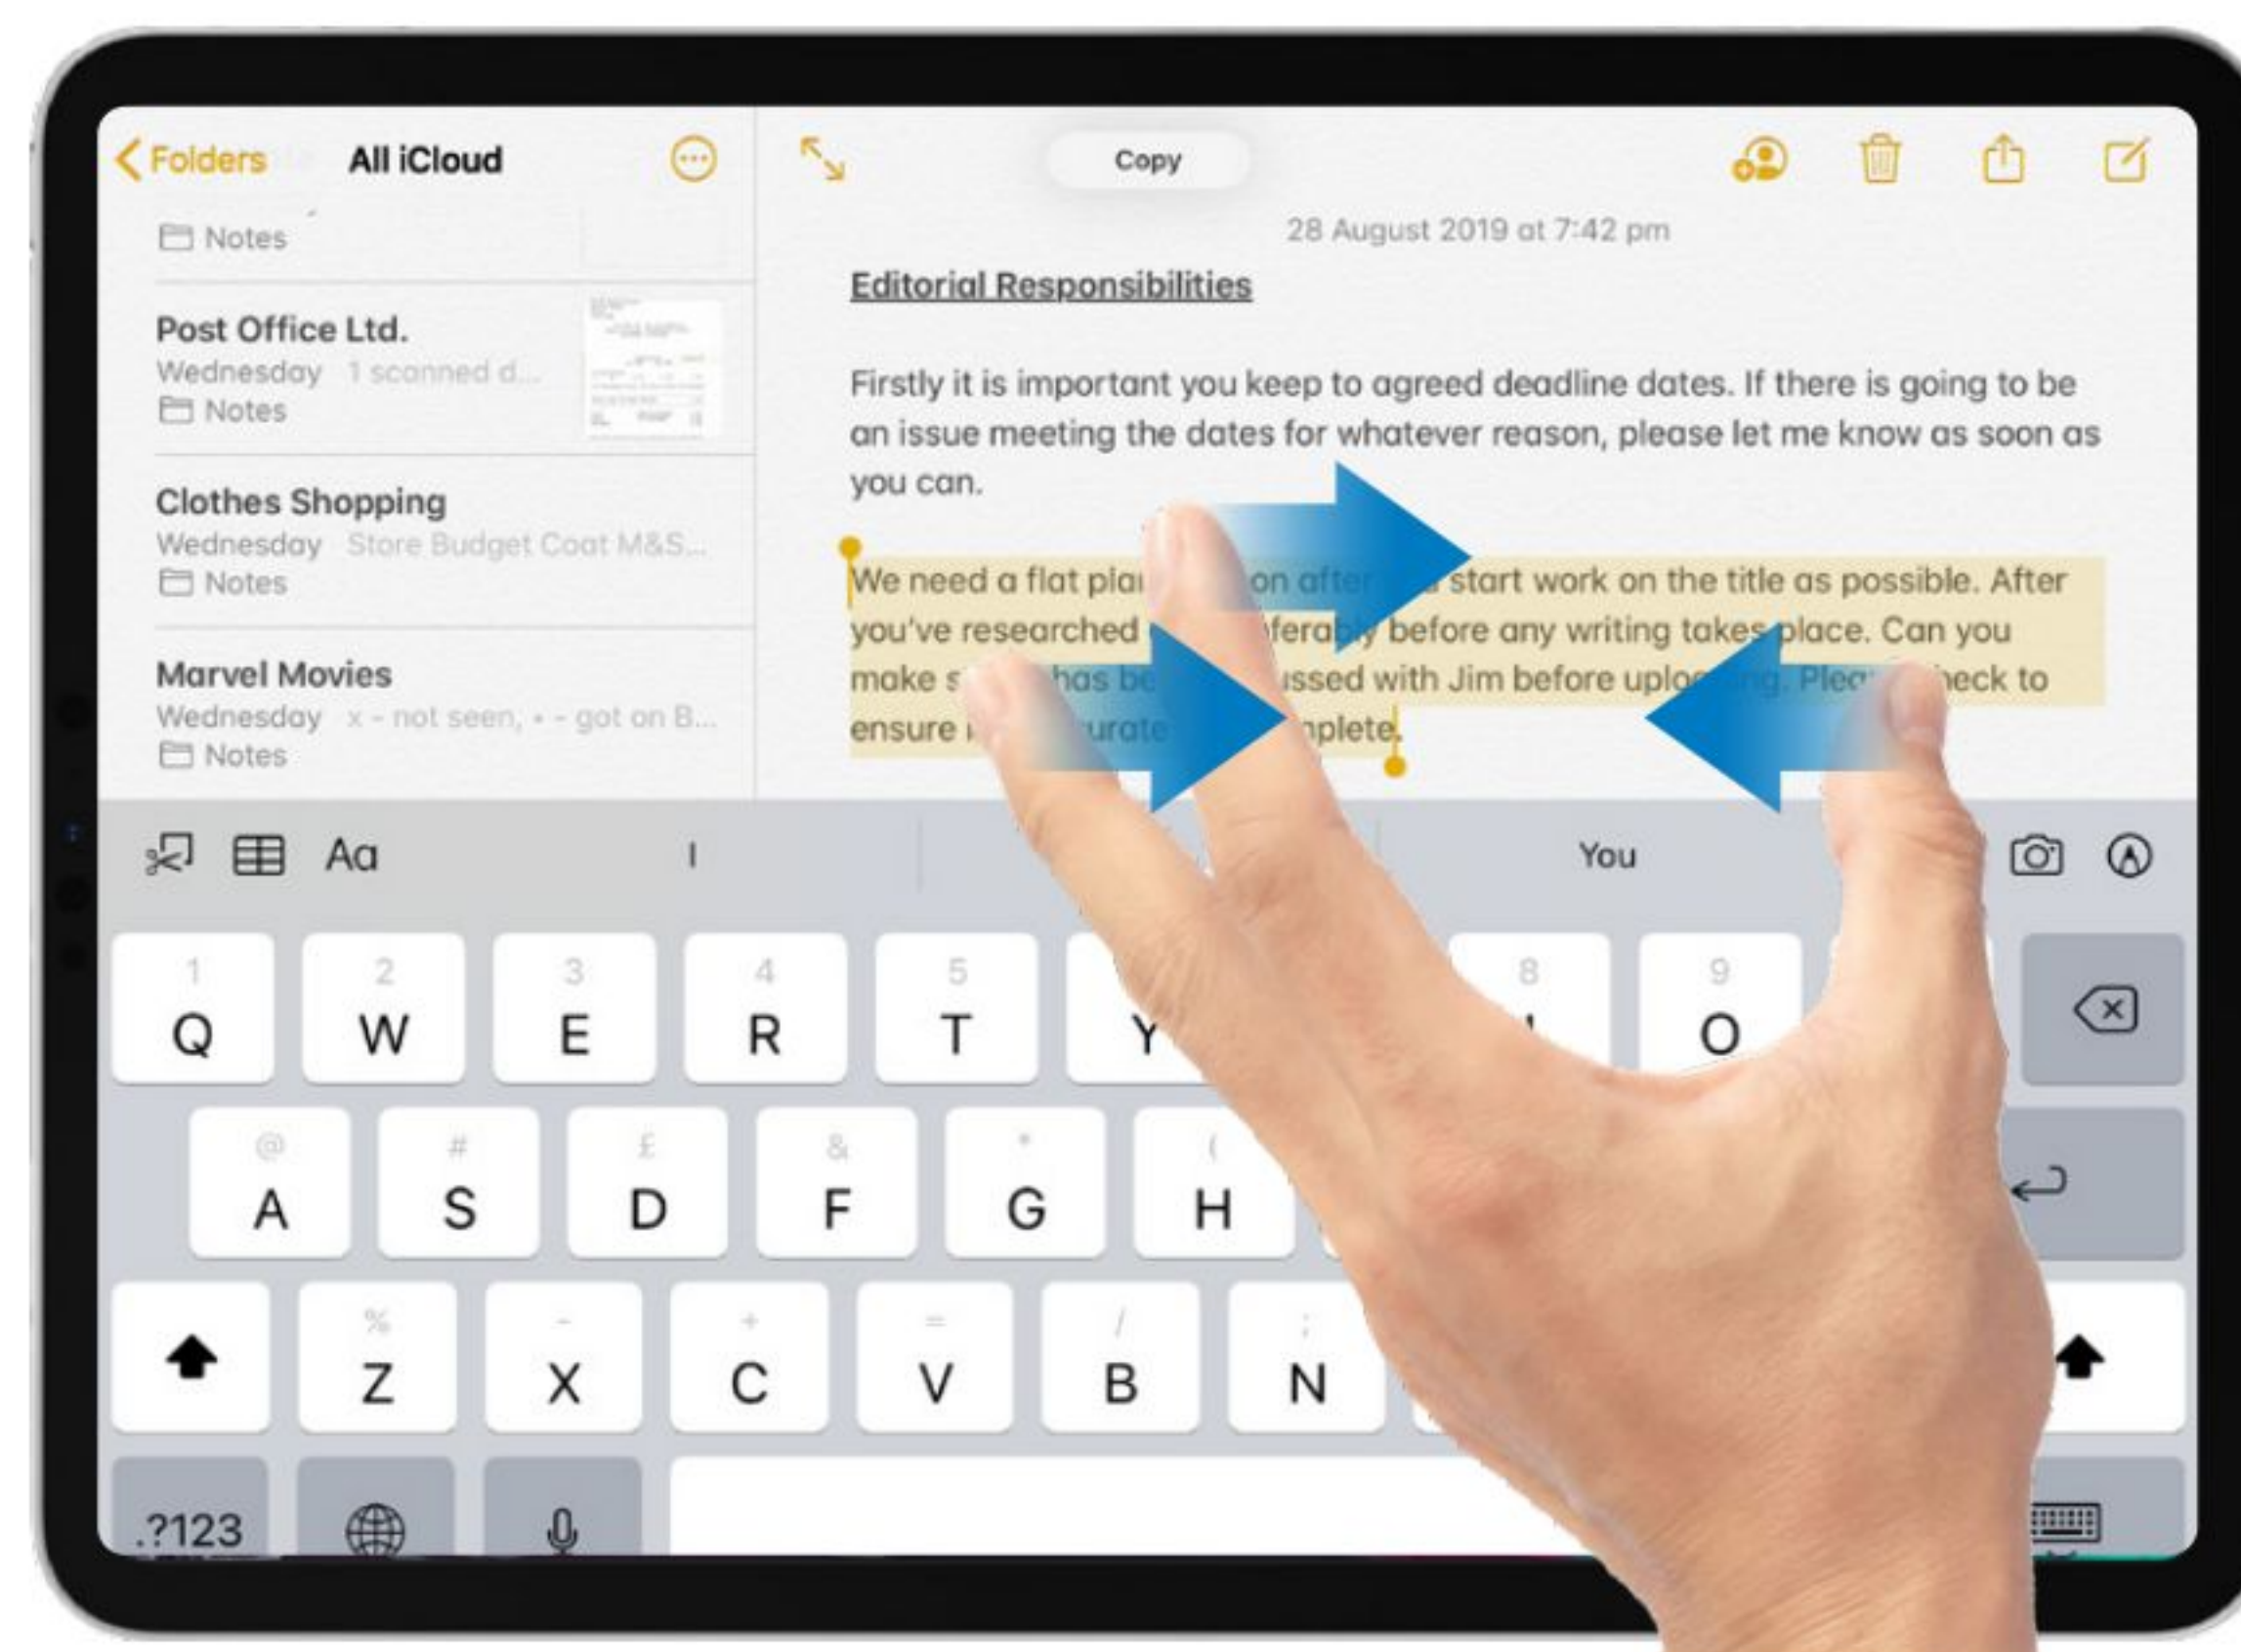 Folders
All iCloud
Copy
Notes
Post Office Ltd.
Wednesday 1 scanned d...
Notes
Clothes Shopping
Wednesday Store Budget Coat M&S...
Notes
Marvel Movies
Wednesday x - not seen, • - got on B...
Notes
28 August 2019 at 7:42 pm
Editorial Responsibilities
Firstly it is important you keep to agreed deadline dates. If there is going to be
an issue meeting the dates for whatever reason, please let me know as soon as
you can.
We need a flat on after start work on the title as possible. After
you've researched before any writing takes place. Can you
make has with Jim before Please check to
ensure
Aa I You
1 2 3 4 5 8 9
Q W E R T Y O
@ # £ & * (
A S D F G H
% - + = / ;
Z X C V B N
.?123